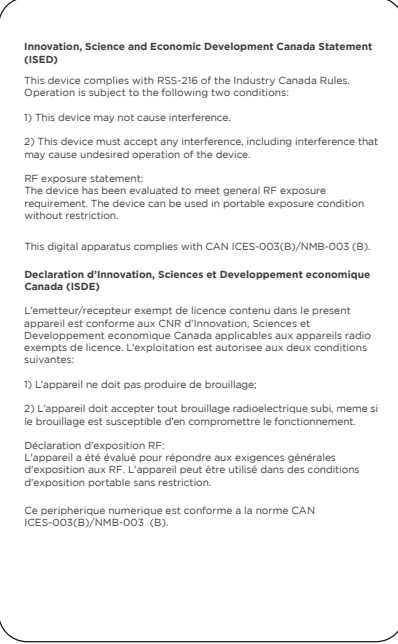 Innovation, Science and Economic Development Canada Statement
(ISED)
This device complies with RSS-216 of the Industry Canada Rules.
Operation is subject to the following two conditions:
1) This device may not cause interference.
2) This device must accept any interference, including interference that
may cause undesired operation of the device.
RF exposure statement:
The device has been evaluated to meet general RF exposure
requirement. The device can be used in portable exposure condition
without restriction.
This digital apparatus complies with CAN ICES-003(B)/NMB-003 (B).
Declaration d'Innovation, Sciences et Developpement economique
Canada (ISDE)
L'emetteur/recepteur exempt de licence contenu dans le present
appareil est conforme aux CNR d'Innovation, Sciences et
Developpement economique Canada applicables aux appareils radio
exempts de licence. L'exploitation est autorisee aux deux conditions
suivantes:
1) L'appareil ne doit pas produire de brouillage;
2) L'appareil doit accepter tout brouillage radioelectrique subi, meme si
le brouillage est susceptible d'en compromettre le fonctionnement.
Déclaration d'exposition RF:
L'appareil a été évalué pour répondre aux exigences générales
d'exposition aux RF. L'appareil peut être utilisé dans des conditions
d'exposition portable sans restriction.
Ce peripherique numerique est conforme a la norme CAN
ICES-003(B)/NMB-003 (B).